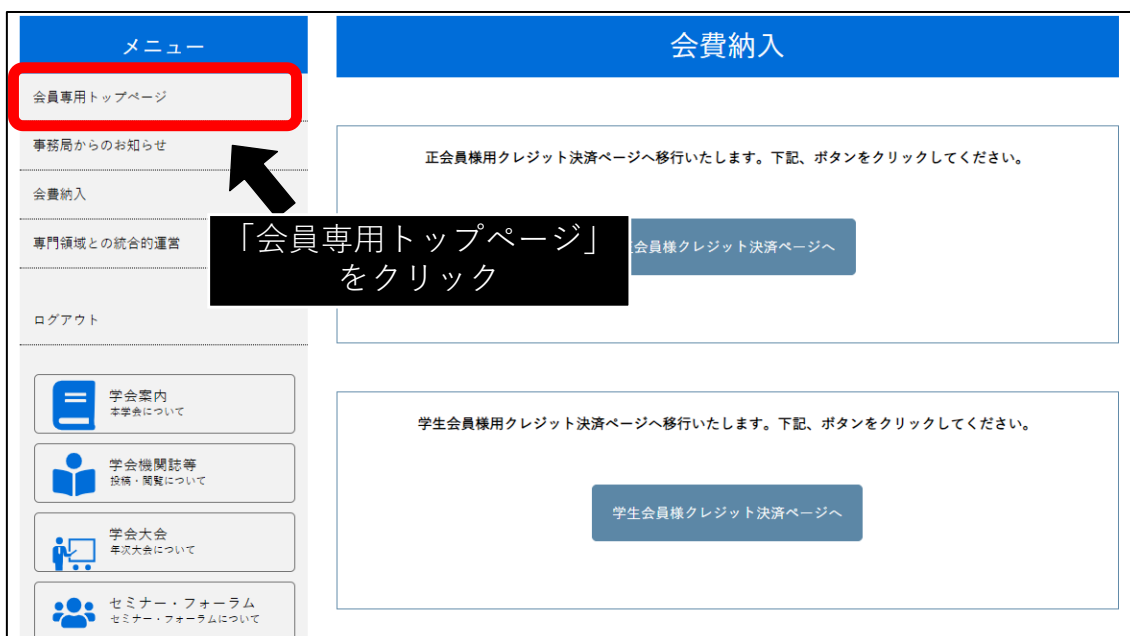 メニュー
会員専用トップページ
事務局からのお知らせ
会費納入
専門領域との統合的運営
ログアウト
学会案内
本学会について
学会機関誌等
投稿・閲覧について
学会大会
年次大会について
セミナー・フォーラム
セミナー・フォーラムについて
会費納入
正会員様用クレジット決済ページへ移行いたします。下記、ボタンをクリックしてください。
会員様クレジット決済ページへ
「会員専用トップページ」
をクリック
学生会員様用クレジット決済ページへ移行いたします。下記、ボタンをクリックしてください。
学生会員様クレジット決済ページへ